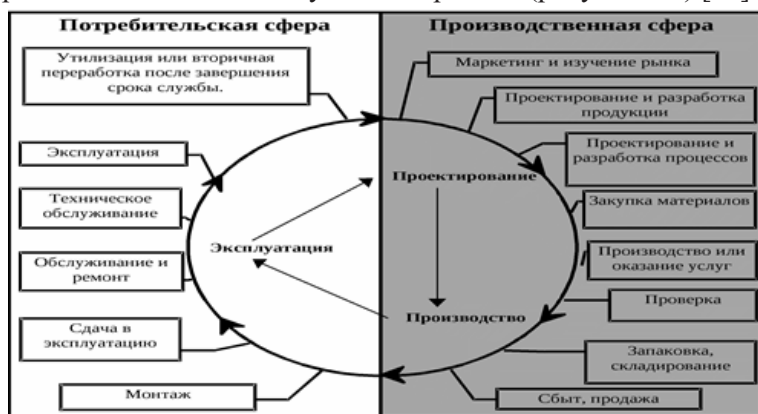 Потребительская сфера
Производственная сфера
Утилизация или вторичная
переработка после завершения
срока службы.
Маркетинг и изучение рынка
Проектирование и разработка
продукции
Проектирование и
разработка процессов
Эксплуатация
Техническое
обслуживание
Закупка материалов
Проектирование
Эксплуатация
Производство
Обслуживание и
ремонт
Производство или
оказание услуг
Проверка
Сдача в
эксплуатацию
Запаковка,
складирование
Монтаж
Сбыт, продажа